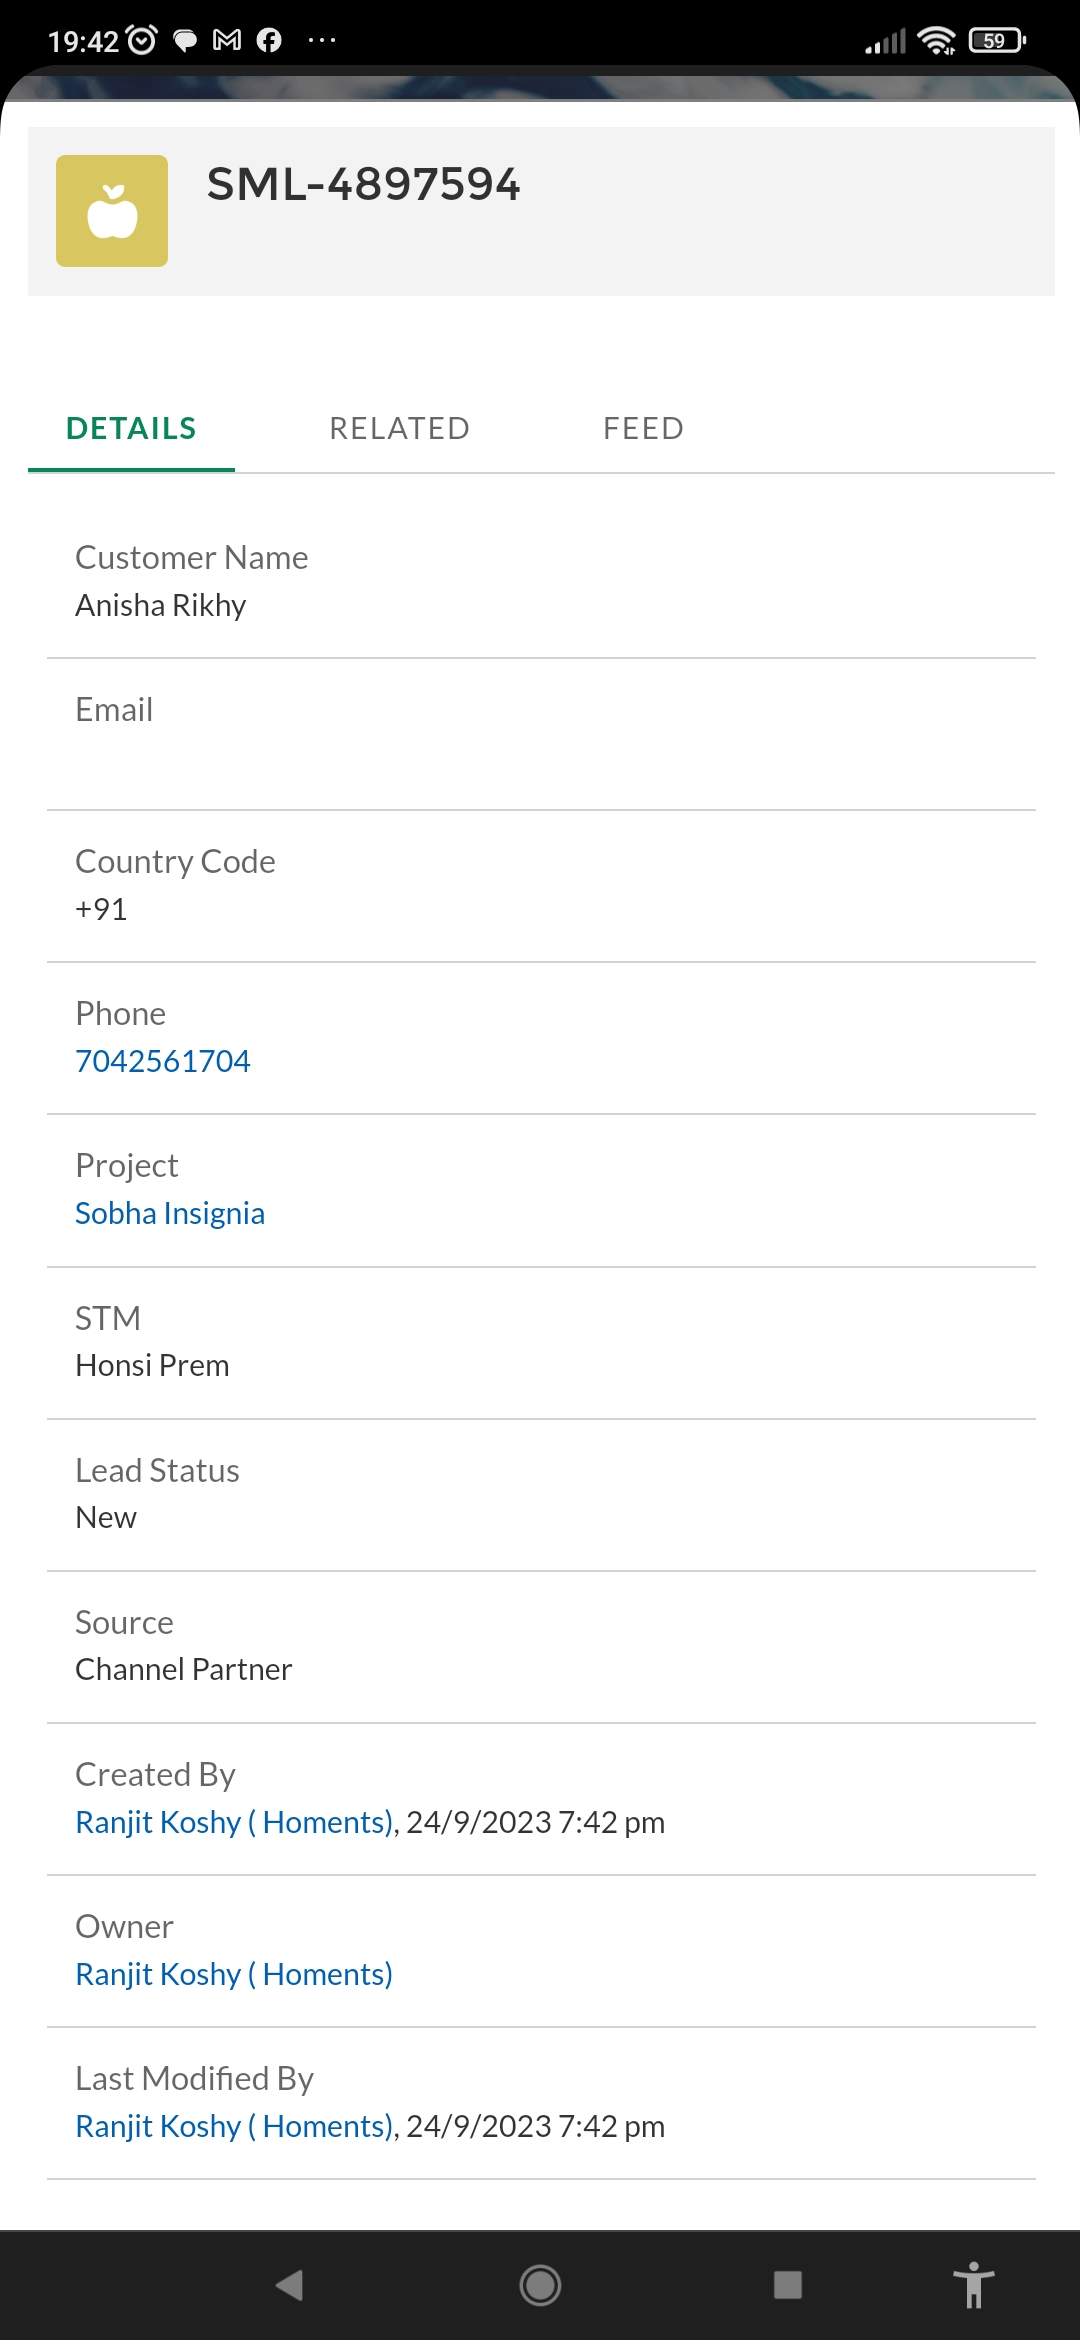 19:42
59
SML-4897594
DETAILS RELATED FEED
Customer Name
Anisha Rikhy
Email
Country Code
+91
Phone
7042561704
Project
Sobha Insignia
STM
Honsi Prem
Lead Status
New
Source
Channel Partner
Created By
Ranjit Koshy ( Homents), 24/9/2023 7:42 pm
Owner
Ranjit Koshy ( Homents)
Last Modified By
Ranjit Koshy ( Homents), 24/9/2023 7:42 pm